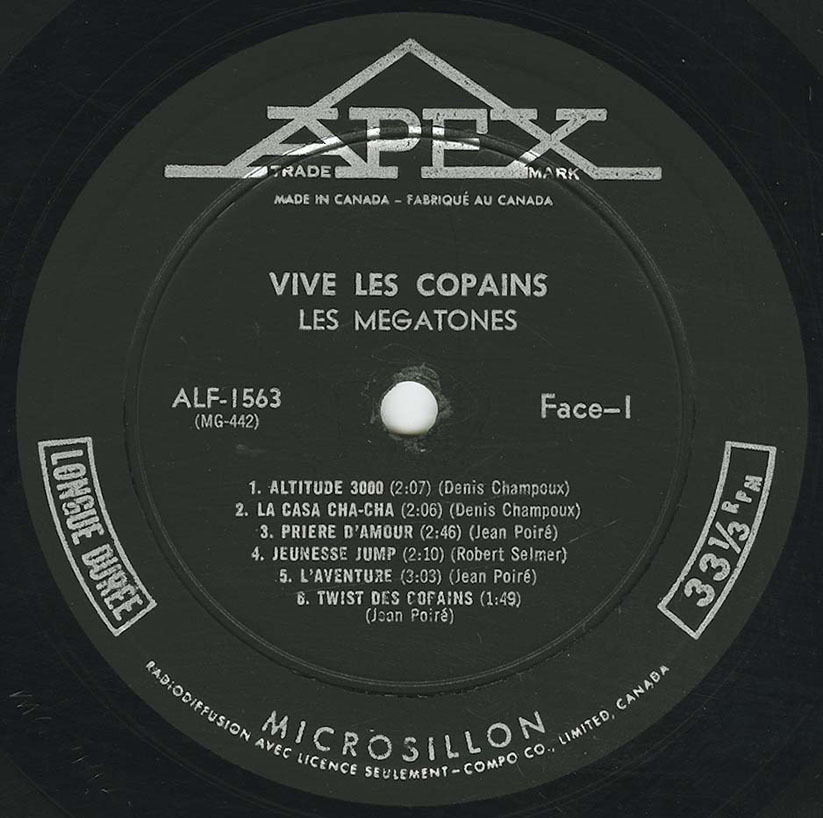 APEX
TRADE MARK
MADE IN CANADA – FABRIQUÉ AU CANADA
VIVE LES COPAINS
LES MEGATONES
ALF-1563
(MG-442)
Face-1
1. ALTITUDE 3000 (2:07) (Denis Champoux)
2. LA CASA CHA-CHA (2:06) (Denis Champoux)
3. PRIERE D'AMOUR (2:46) (Jean Poiré)
4. JEUNESSE JUMP (2:10) (Robert Selmer)
5. L'AVENTURE (3:03) (Jean Poiré)
6. TWIST DES COPAINS (1:49)
(Jean Poiré)
LONGUE DURÉE
33⅓ RPM
MICROSILLON
RADIODIFFUSION AVEC LICENCE SEULEMENT – COMPO CO., LIMITED, CANADA